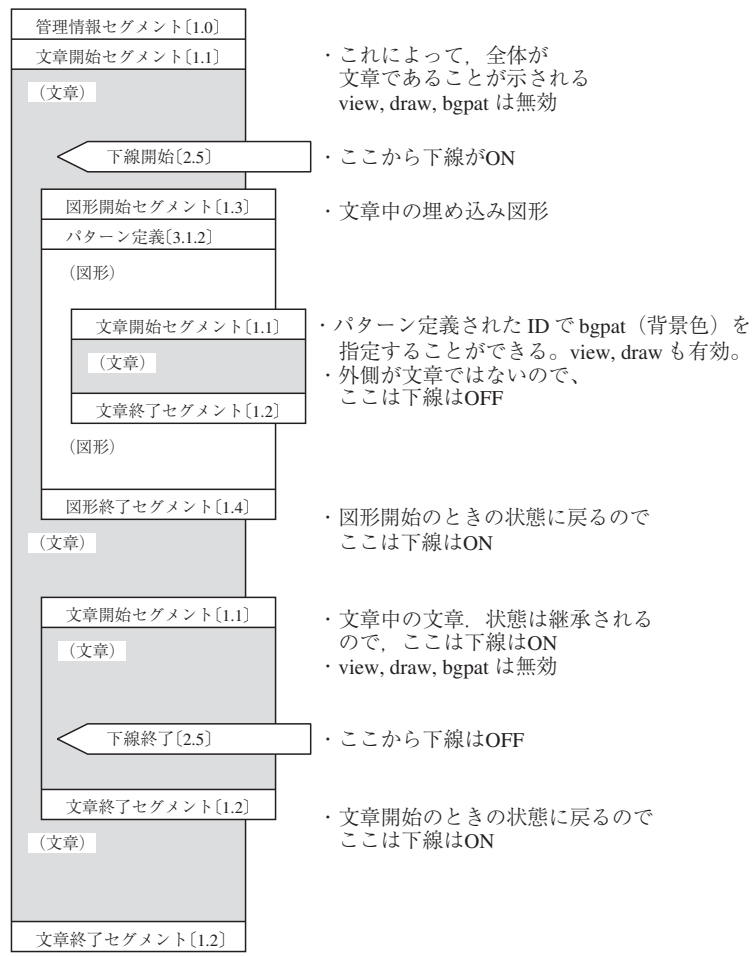 管理情報セグメント〔1.0〕
文章開始セグメント〔1.1〕
・これによって，全体が
文章であることが示される
view, draw, bgpat は無効
（文章）
下線開始〔2.5〕
・ここから下線がON
図形開始セグメント〔1.3〕
・文章中の埋め込み図形
パターン定義〔3.1.2〕
（図形）
文章開始セグメント〔1.1〕
・パターン定義された ID で bgpat（背景色）を
指定することができる。view, draw も有効。
（文章）
・外側が文章ではないので、
ここは下線はOFF
文章終了セグメント〔1.2〕
（図形）
図形終了セグメント〔1.4〕
・図形開始のときの状態に戻るので
ここは下線はON
（文章）
文章開始セグメント〔1.1〕
・文章中の文章．状態は継承される
ので，ここは下線はON
・view, draw, bgpat は無効
（文章）
下線終了〔2.5〕
・ここから下線はOFF
文章終了セグメント〔1.2〕
・文章開始のときの状態に戻るので
ここは下線はON
（文章）
文章終了セグメント〔1.2〕